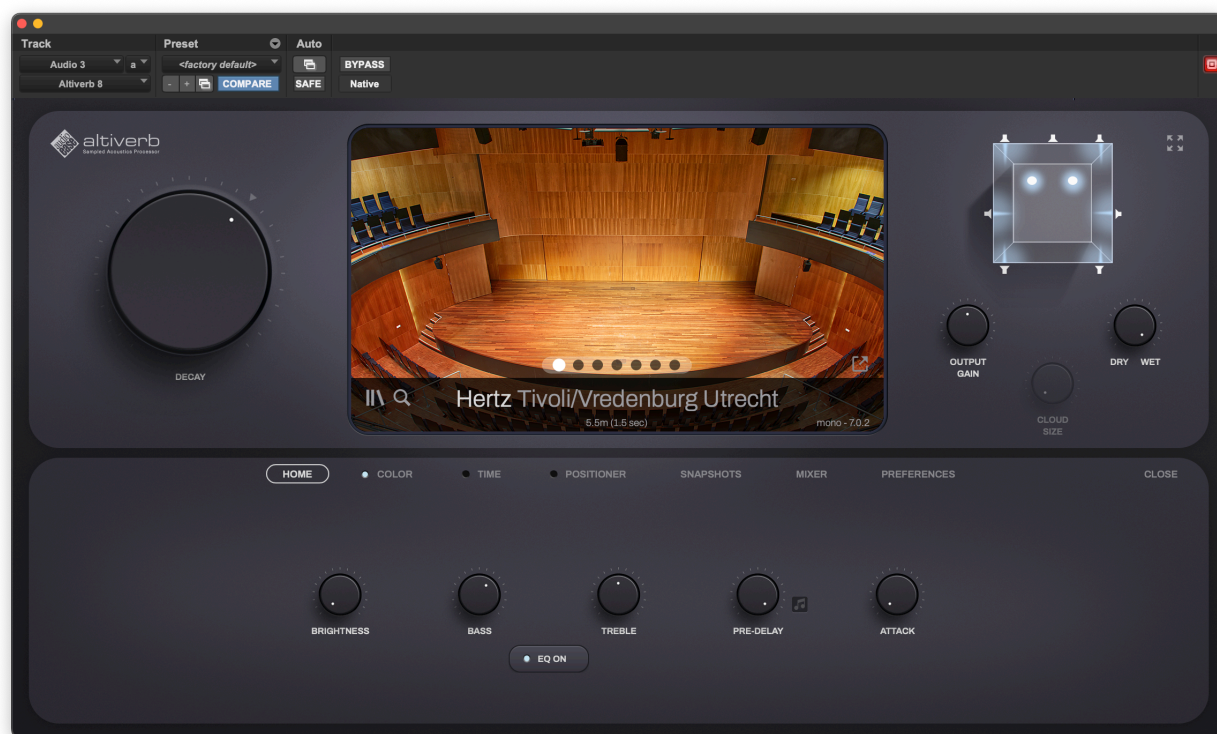 Track
Preset
Auto
Audio 3
a
<factory default>
BYPASS
Altiverb 8
-
+
COMPARE
SAFE
Native
altiverb
Sampled Acoustics Processor
DECAY
Hertz Tivoli/Vredenburg Utrecht
5.5m (1.5 sec)
mono - 7.0.2
OUTPUT
GAIN
DRY
WET
CLOUD
SIZE
HOME
COLOR
TIME
POSITIONER
SNAPSHOTS
MIXER
PREFERENCES
CLOSE
BRIGHTNESS
BASS
TREBLE
PRE-DELAY
ATTACK
EQ ON